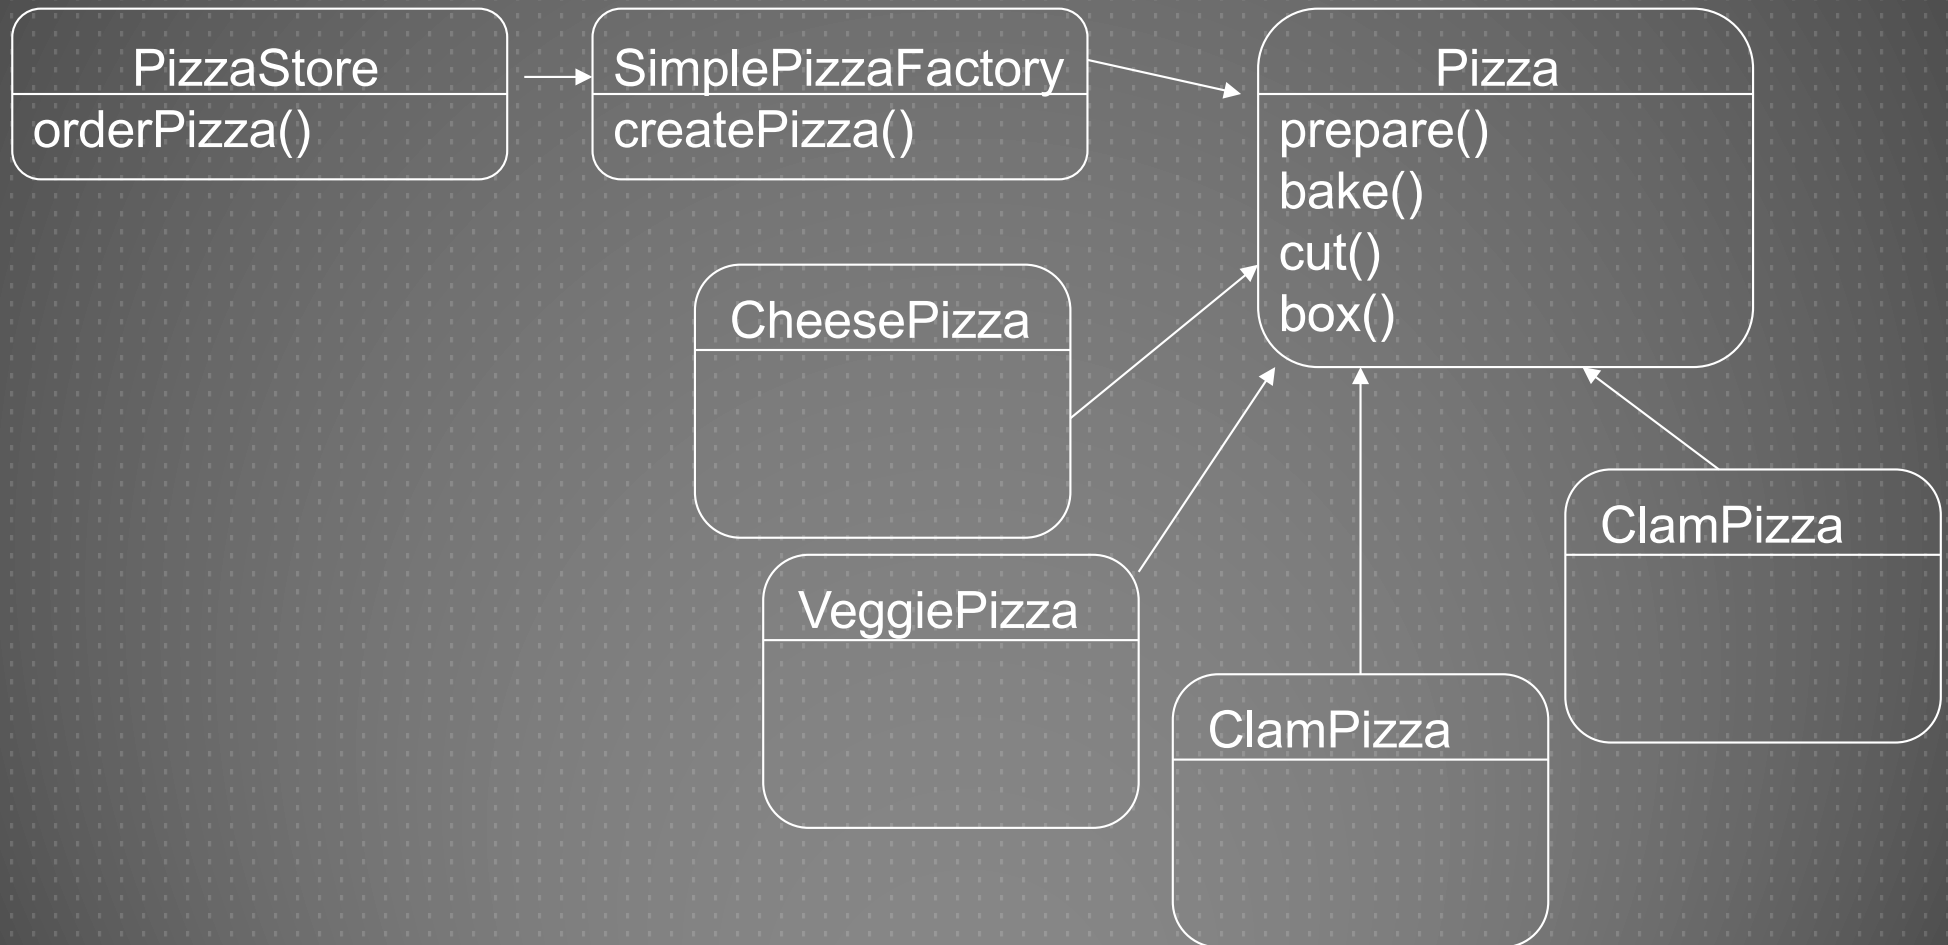 PizzaStore
orderPizza()
SimplePizzaFactory
createPizza()
Pizza
prepare()
bake()
cut()
box()
CheesePizza
VeggiePizza
ClamPizza
ClamPizza